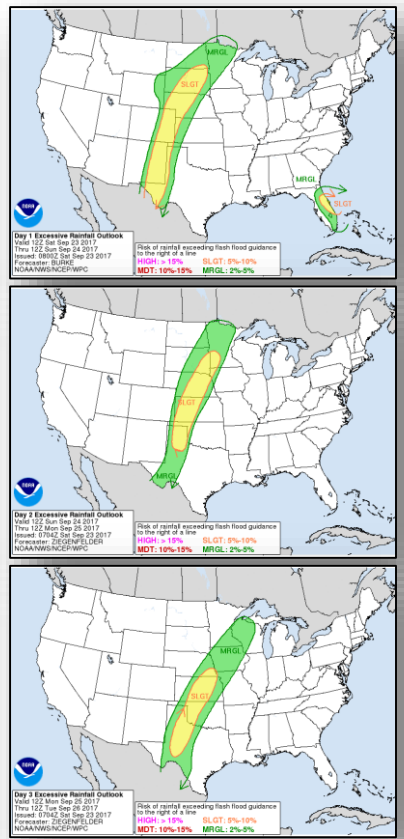 MRGL
SLGT
MRGL
SLGT
NOAA
Day 1 Excessive Rainfall Outlook
Valid 12Z Sat Sep 23 2017
Thru 12Z Sun Sep 24 2017
Issued: 0800Z Sat Sep 23 2017
Forecaster: BURKE
NOAA/NWS/NCEP/WPC
Risk of rainfall exceeding flash flood guidance
to the right of a line
HIGH: > 15% SLGT: 5%-10%
MDT: 10%-15% MRGL: 2%-5%
SLGT
MRGL
NOAA
Day 2 Excessive Rainfall Outlook
Valid 12Z Sun Sep 24 2017
Thru 12Z Mon Sep 25 2017
Issued: 0704Z Sat Sep 23 2017
Forecaster: ZIEGENFELDER
NOAA/NWS/NCEP/WPC
Risk of rainfall exceeding flash flood guidance
to the right of a line
HIGH: > 15% SLGT: 5%-10%
MDT: 10%-15% MRGL: 2%-5%
MRGL
SLGT
NOAA
Day 3 Excessive Rainfall Outlook
Valid 12Z Mon Sep 25 2017
Thru 12Z Tue Sep 26 2017
Issued: 0704Z Sat Sep 23 2017
Forecaster: ZIEGENFELDER
NOAA/NWS/NCEP/WPC
Risk of rainfall exceeding flash flood guidance
to the right of a line
HIGH: > 15% SLGT: 5%-10%
MDT: 10%-15% MRGL: 2%-5%